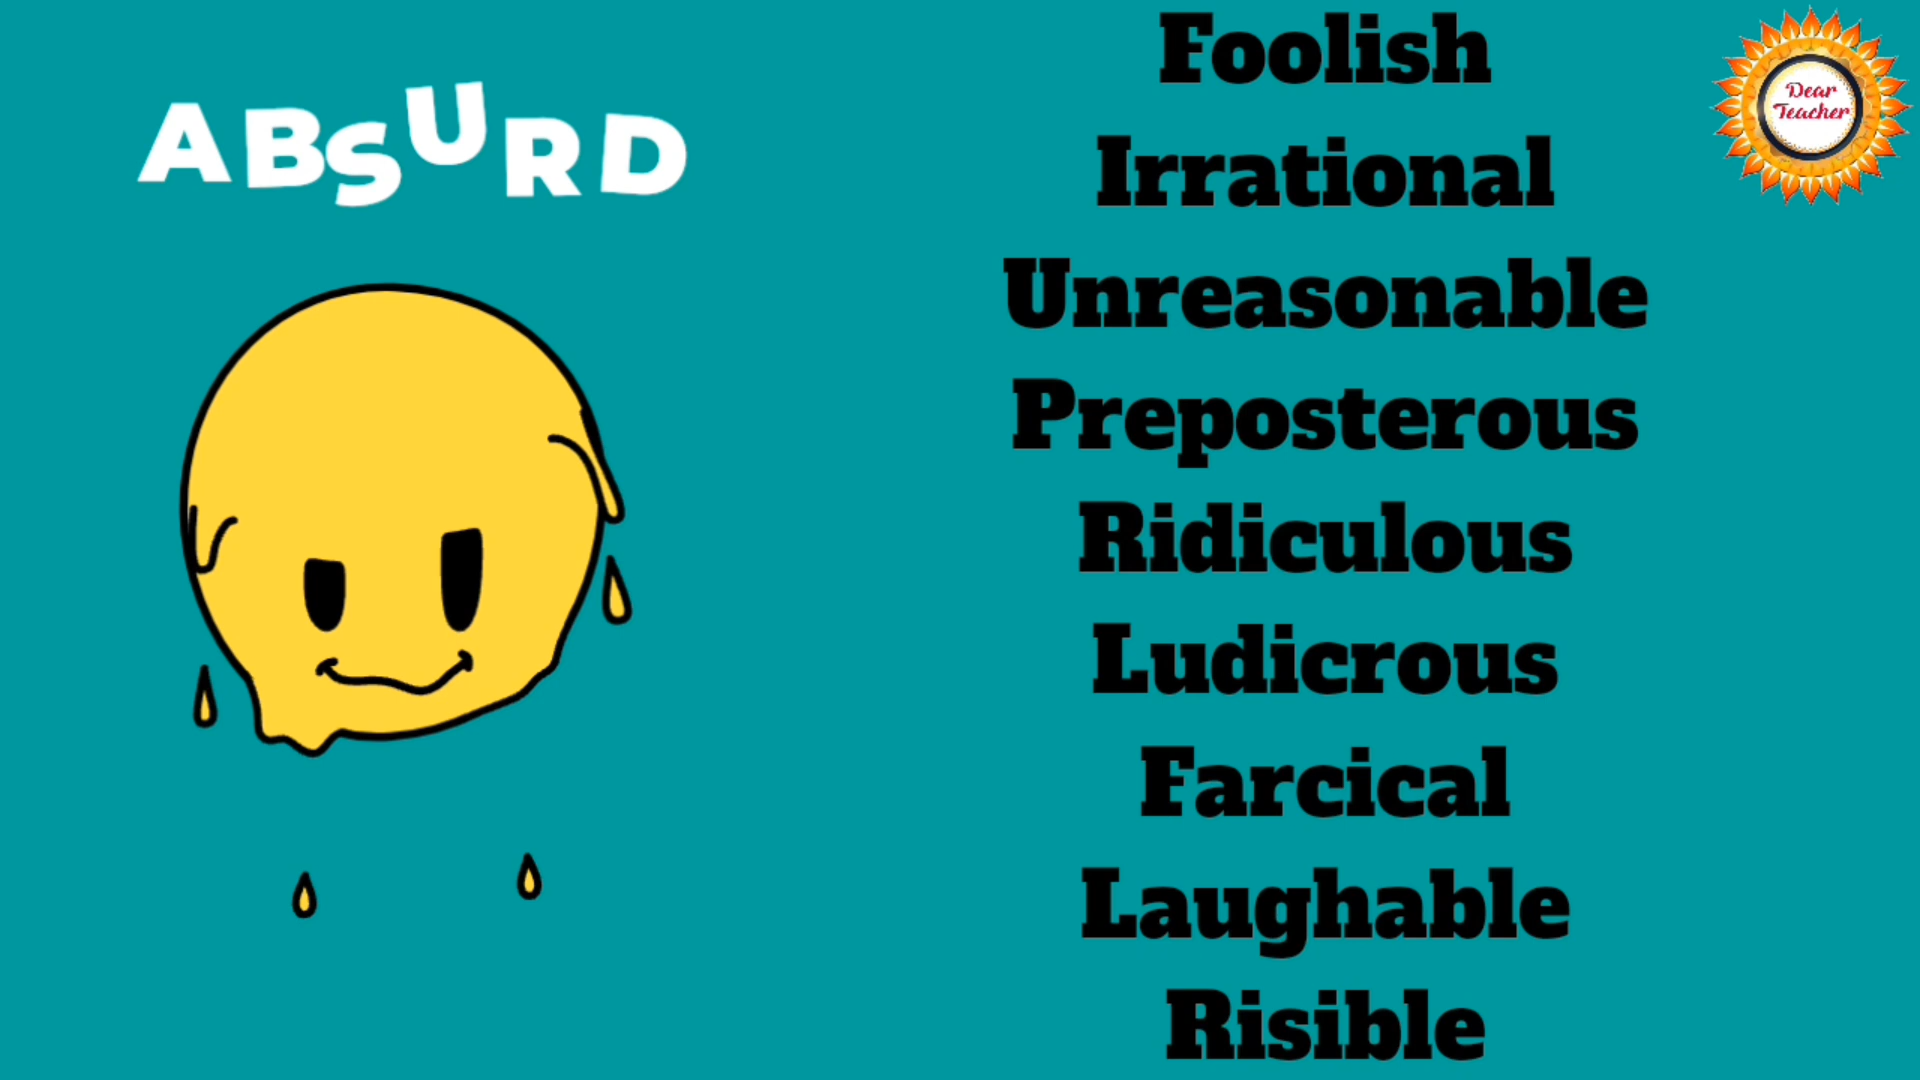 ABSURD
Foolish
Irrational
Unreasonable
Preposterous
Ridiculous
Ludicrous
Farcical
Laughable
Risible
Dear
Teacher